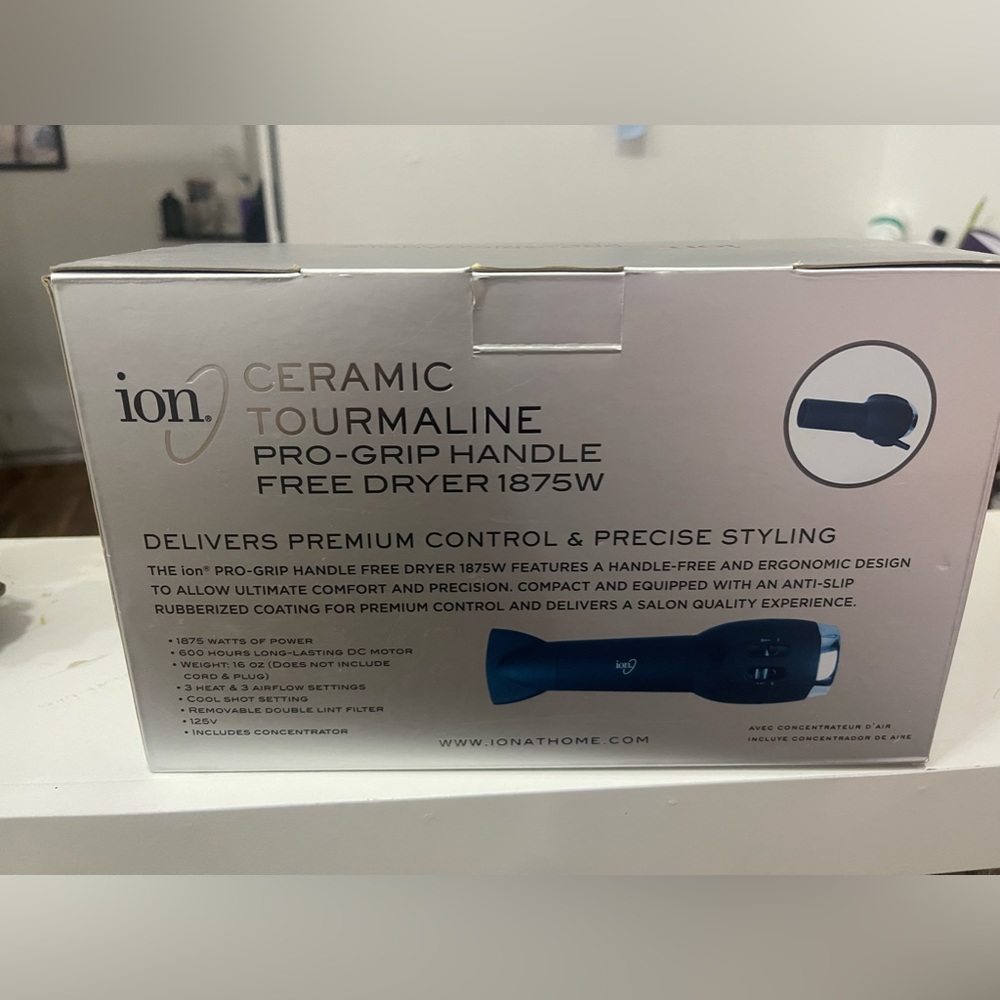 ion
ion®
CERAMIC
TOURMALINE
PRO-GRIP HANDLE
FREE DRYER 1875W
DELIVERS PREMIUM CONTROL & PRECISE STYLING
THE ion® PRO-GRIP HANDLE FREE DRYER 1875W FEATURES A HANDLE-FREE AND ERGONOMIC DESIGN
TO ALLOW ULTIMATE COMFORT AND PRECISION. COMPACT AND EQUIPPED WITH AN ANTI-SLIP
RUBBERIZED COATING FOR PREMIUM CONTROL AND DELIVERS A SALON QUALITY EXPERIENCE.
• 1875 WATTS OF POWER
• 600 HOURS LONG-LASTING DC MOTOR
• WEIGHT: 16 OZ (DOES NOT INCLUDE
CORD & PLUG)
• 3 HEAT & 3 AIRFLOW SETTINGS
• COOL SHOT SETTING
• REMOVABLE DOUBLE LINT FILTER
• 125V
• INCLUDES CONCENTRATOR
ion
WWW.IONATHOME.COM
AVEC CONCENTRATEUR D'AIR
INCLUYE CONCENTRADOR DE AIRE